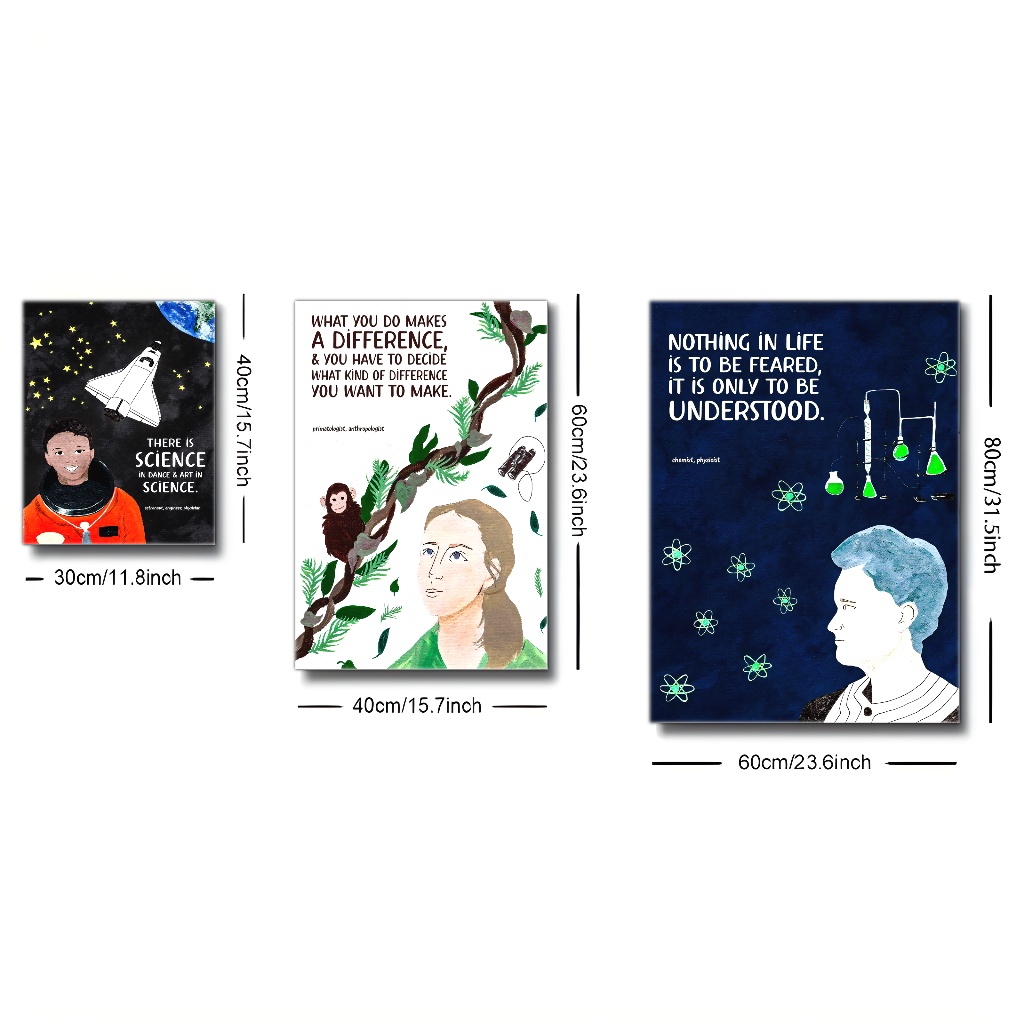 THERE IS
SCIENCE
IN DANCE & ART IN
SCIENCE.
astronaut, engineer, physician
40cm/15.7inch
30cm/11.8inch
WHAT YOU DO MAKES
A DiFFERENCE,
& YOU HAVE TO DECIDE
WHAT KiND OF DIFFERENCE
YOU WANT TO MAKE.
primatologist, anthropologist
60cm/23.6inch
40cm/15.7inch
NOTHiNG iN LiFE
iS TO BE FEARED,
iT iS ONLY TO BE
UNDERSTOOD.
chemist, physicist
80cm/31.5inch
60cm/23.6inch